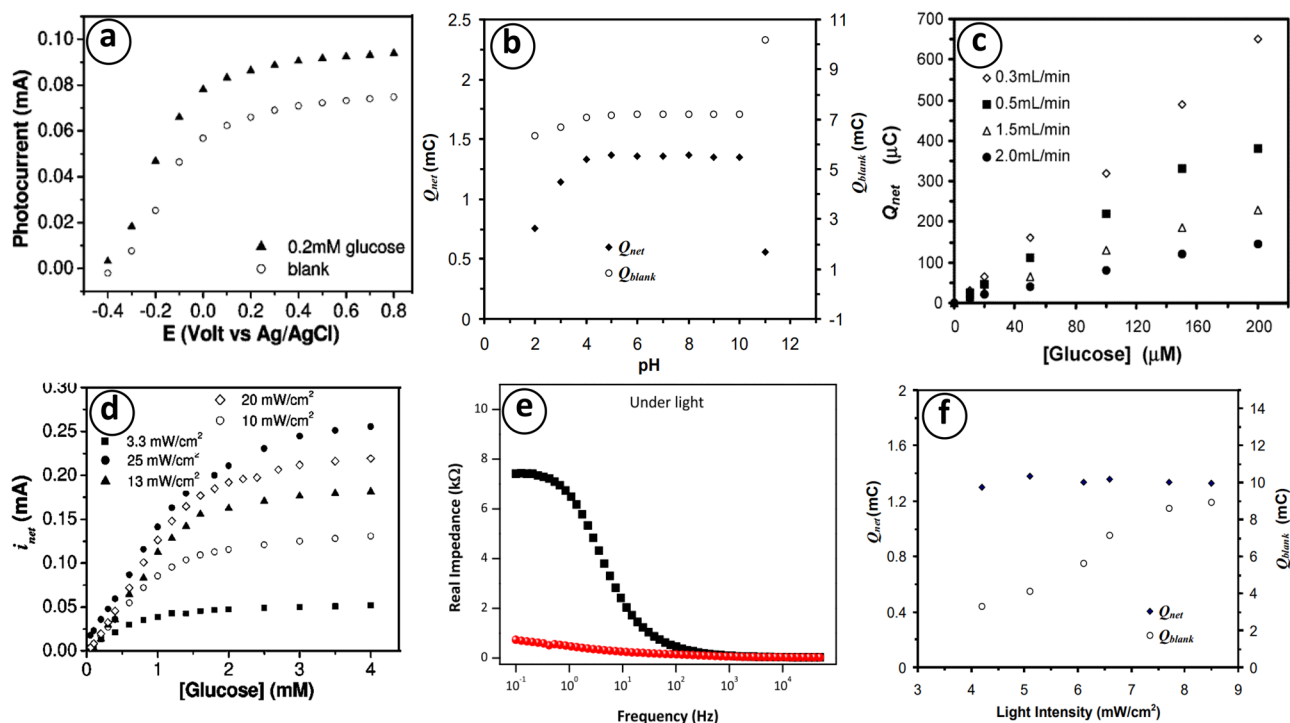 a
0.10
0.08
0.06
0.04
0.02
0.00
Photocurrent (mA)
▲ 0.2mM glucose
○ blank
-0.4 -0.2 0.0 0.2 0.4 0.6 0.8
E (Volt vs Ag/AgCl)
b
2.5
2
1.5
1
0.5
0
Qnet (mC)
11
9
7
5
3
1
-1
Qblank (mC)
◆ Qnet
○ Qblank
0 2 4 6 8 10 12
pH
c
700
650
600
550
500
450
400
350
300
250
200
150
100
50
0
Qnet (μC)
◇ 0.3mL/min
■ 0.5mL/min
△ 1.5mL/min
● 2.0mL/min
0 40 80 120 160 200
[Glucose] (μM)
d
0.30
0.25
0.20
0.15
0.10
0.05
0.00
inet (mA)
◇ 20 mW/cm²
○ 10 mW/cm²
■ 3.3 mW/cm²
● 25 mW/cm²
▲ 13 mW/cm²
0 1 2 3 4
[Glucose] (mM)
e
Under light
10
8
6
4
2
0
Real Impedance (kΩ)
10⁻¹ 10⁰ 10¹ 10² 10³ 10⁴
Frequency (Hz)
f
2
1.6
1.2
0.8
0.4
0
Qnet (mC)
14
12
10
8
6
4
2
0
Qblank (mC)
◆ Qnet
○ Qblank
3 4 5 6 7 8 9
Light Intensity (mW/cm²)